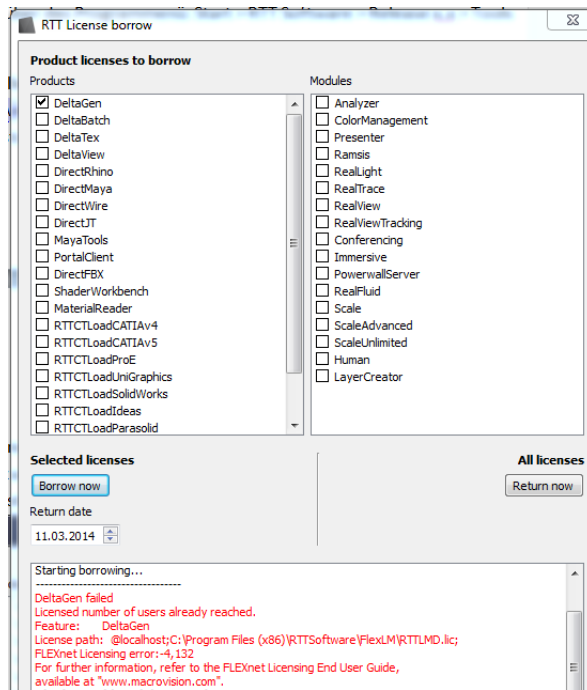 RTT License borrow
Product licenses to borrow
Products
DeltaGen
DeltaBatch
DeltaTex
DeltaView
DirectRhino
DirectMaya
DirectWire
DirectJT
MayaTools
PortalClient
DirectFBX
ShaderWorkbench
MaterialReader
RTTCTLoadCATIAv4
RTTCTLoadCATIAv5
RTTCTLoadProE
RTTCTLoadUniGraphics
RTTCTLoadSolidWorks
RTTCTLoadIdeas
RTTCTLoadParasolid
Modules
Analyzer
ColorManagement
Presenter
Ramsis
RealLight
RealTrace
RealView
RealViewTracking
Conferencing
Immersive
PowerwallServer
RealFluid
Scale
ScaleAdvanced
ScaleUnlimited
Human
LayerCreator
Selected licenses
Borrow now
Return date
11.03.2014
All licenses
Return now
Starting borrowing...
----------------------------------
DeltaGen failed
Licensed number of users already reached.
Feature: DeltaGen
License path: @localhost;C:\Program Files (x86)\RTTSoftware\FlexLM\RTTLMD.lic;
FLEXnet Licensing error:-4,132
For further information, refer to the FLEXnet Licensing End User Guide,
available at "www.macrovision.com".